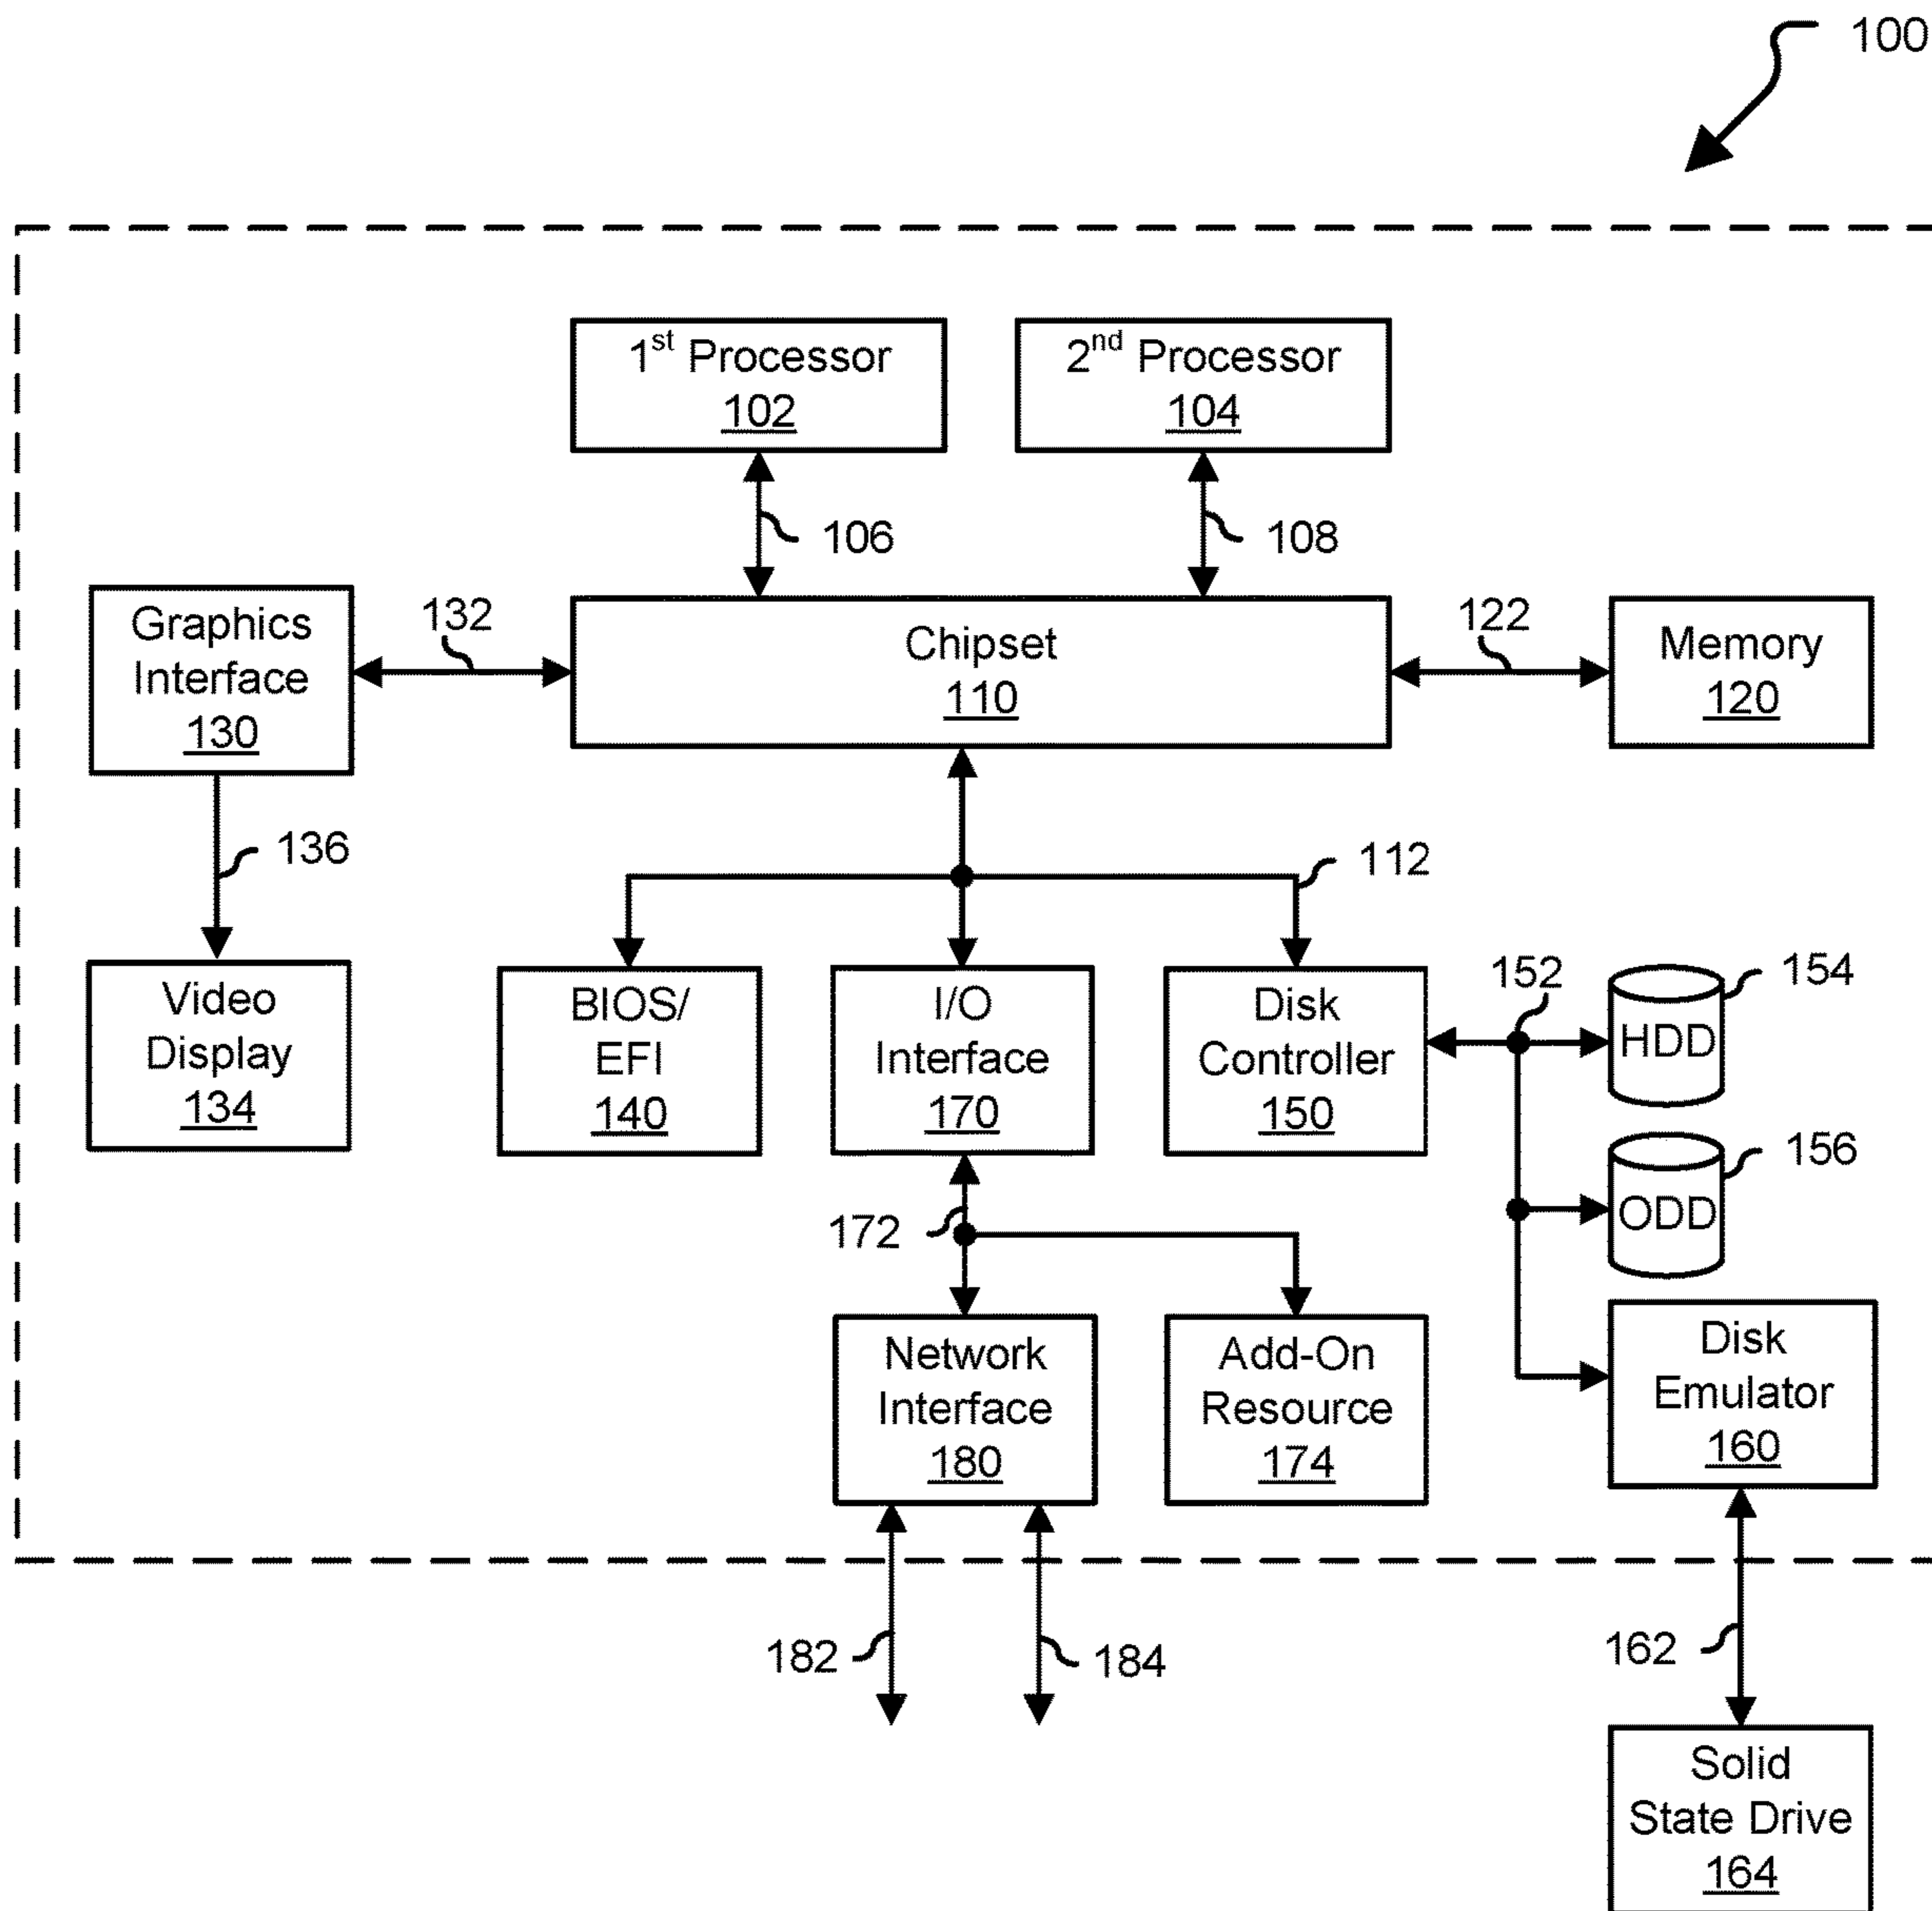 100
1st Processor
102
2nd Processor
104
106
108
Graphics
Interface
130
132
Chipset
110
122
Memory
120
136
112
Video
Display
134
BIOS/
EFI
140
I/O
Interface
170
Disk
Controller
150
152
HDD
154
ODD
156
172
Network
Interface
180
Add-On
Resource
174
Disk
Emulator
160
182
184
162
Solid
State Drive
164